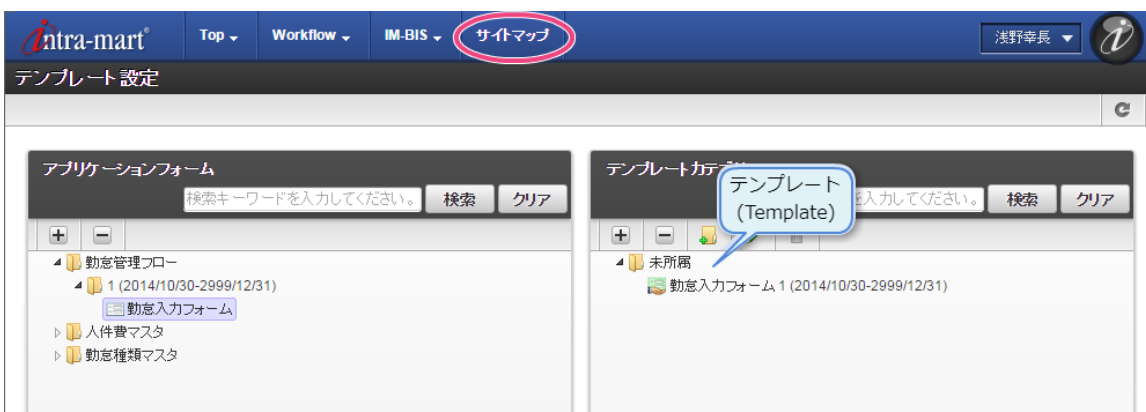 intra-mart Top Workflow IM-BIS サイトマップ 浅野幸長
テンプレート設定
アプリケーションフォーム
検索キーワードを入力してください。 検索 クリア
勤怠管理フロー
1 (2014/10/30-2999/12/31)
勤怠入力フォーム
人件費マスタ
勤怠種類マスタ
テンプレートカテゴリ
テンプレート
(Template)
を入力してください。 検索 クリア
未所属
勤怠入力フォーム 1 (2014/10/30-2999/12/31)